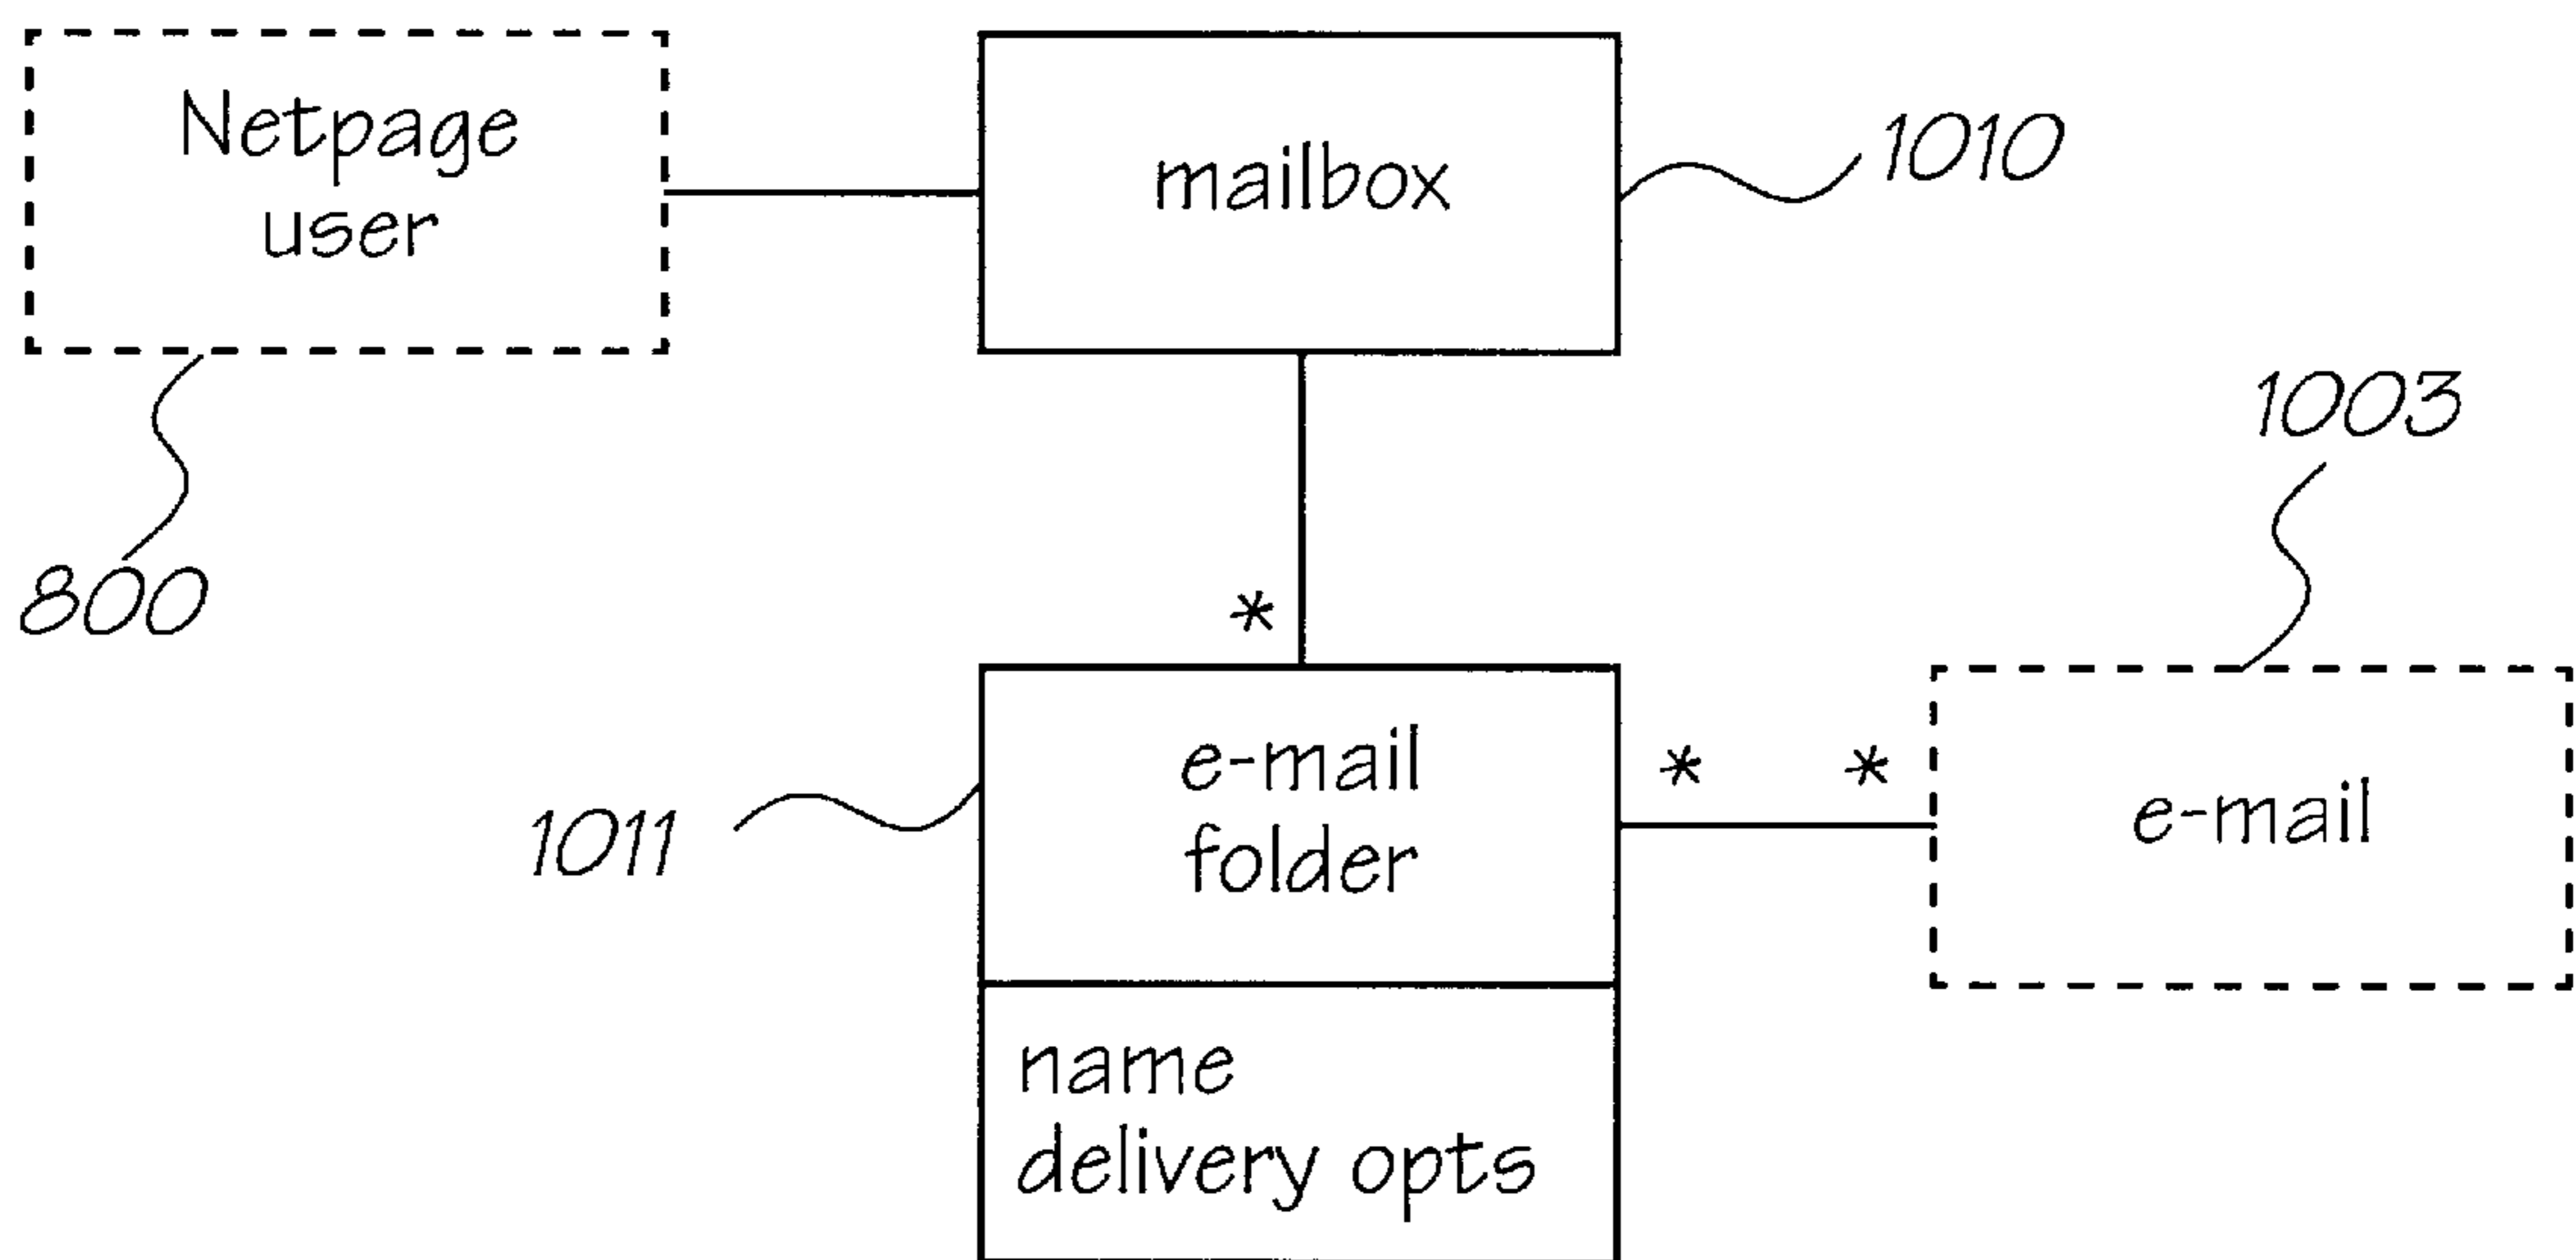 Netpage
user
mailbox
1010
800
1003
*
e-mail
folder
1011
* *
e-mail
name
delivery opts